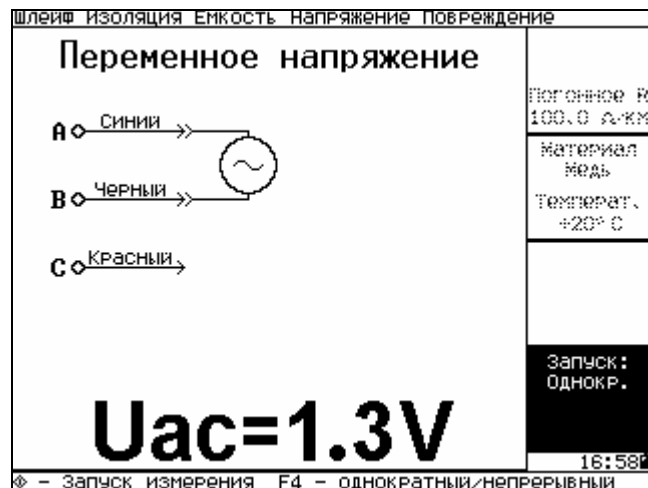 Шлейф Изоляция Емкость Напряжение Повреждение
Переменное напряжение
Погонное R
100.0 Ω/км
Материал
Медь
Температ.
+20° C
A Синий
B Черный
C Красный
Запуск:
Однокр.
Uac=1.3V
16:58
– Запуск измерения F4 – однократный/непрерывный